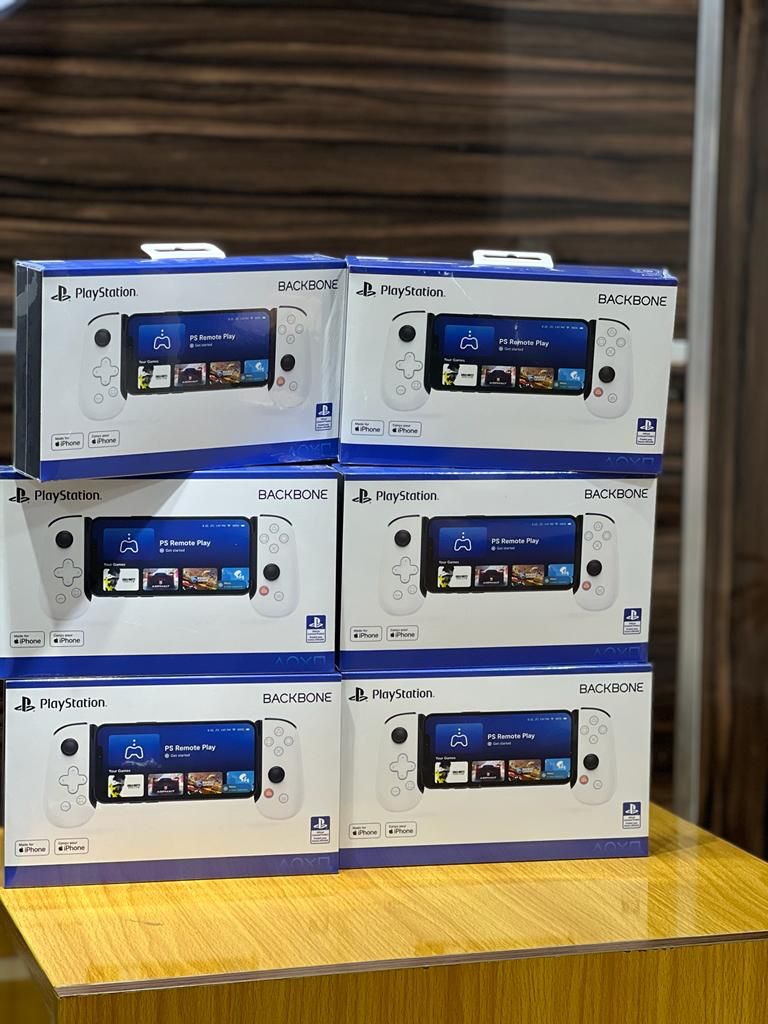 PlayStation.
BACKBONE
PS Remote Play
Get started
Your Games
Made for
iPhone
Conçu pour
iPhone
PlayStation.
BACKBONE
PS Remote Play
Get started
Your Games
Made for
iPhone
Conçu pour
iPhone
PlayStation.
BACKBONE
PS Remote Play
Get started
Your Games
Made for
iPhone
Conçu pour
iPhone
PlayStation.
BACKBONE
PS Remote Play
Get started
Your Games
Made for
iPhone
Conçu pour
iPhone
PlayStation.
BACKBONE
PS Remote Play
Get started
Your Games
Made for
iPhone
Conçu pour
iPhone
PlayStation.
BACKBONE
PS Remote Play
Get started
Your Games
Made for
iPhone
Conçu pour
iPhone